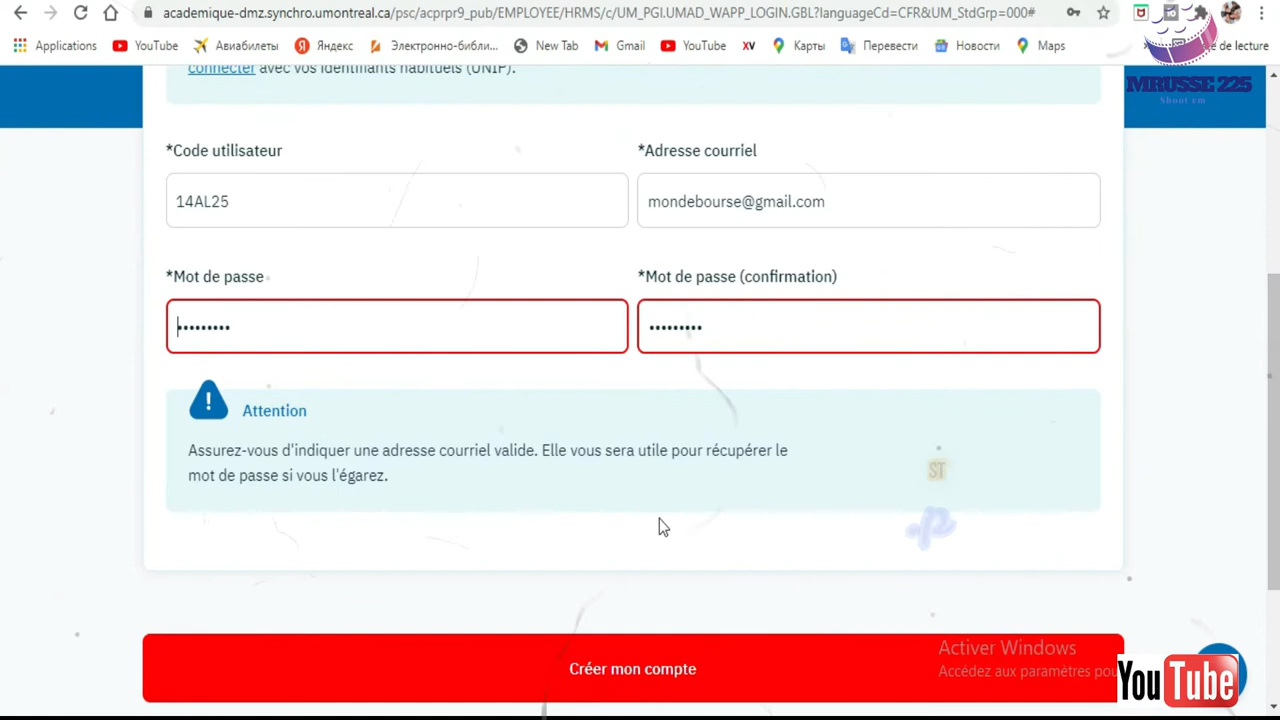 academique-dmz.synchro.umontreal.ca/psc/acprpr9_pub/EMPLOYEE/HRMS/c/UM_PGI.UMAD_WAPP_LOGIN.GBL?languageCd=CFR&UM_StdGrp=000#
Applications YouTube Авиабилеты Яндекс Электронно-библи... New Tab Gmail YouTube XV Карты Перевести Новости Maps de lecture
connecter avec vos identifiants habituels (UNIP).
MRUSSE 225
Shout em
*Code utilisateur *Adresse courriel
14AL25 mondebourse@gmail.com
*Mot de passe *Mot de passe (confirmation)
••••••••• •••••••••
! Attention
Assurez-vous d'indiquer une adresse courriel valide. Elle vous sera utile pour récupérer le
mot de passe si vous l'égarez.
ST
Créer mon compte
Activer Windows
Accédez aux paramètres pou
YouTube